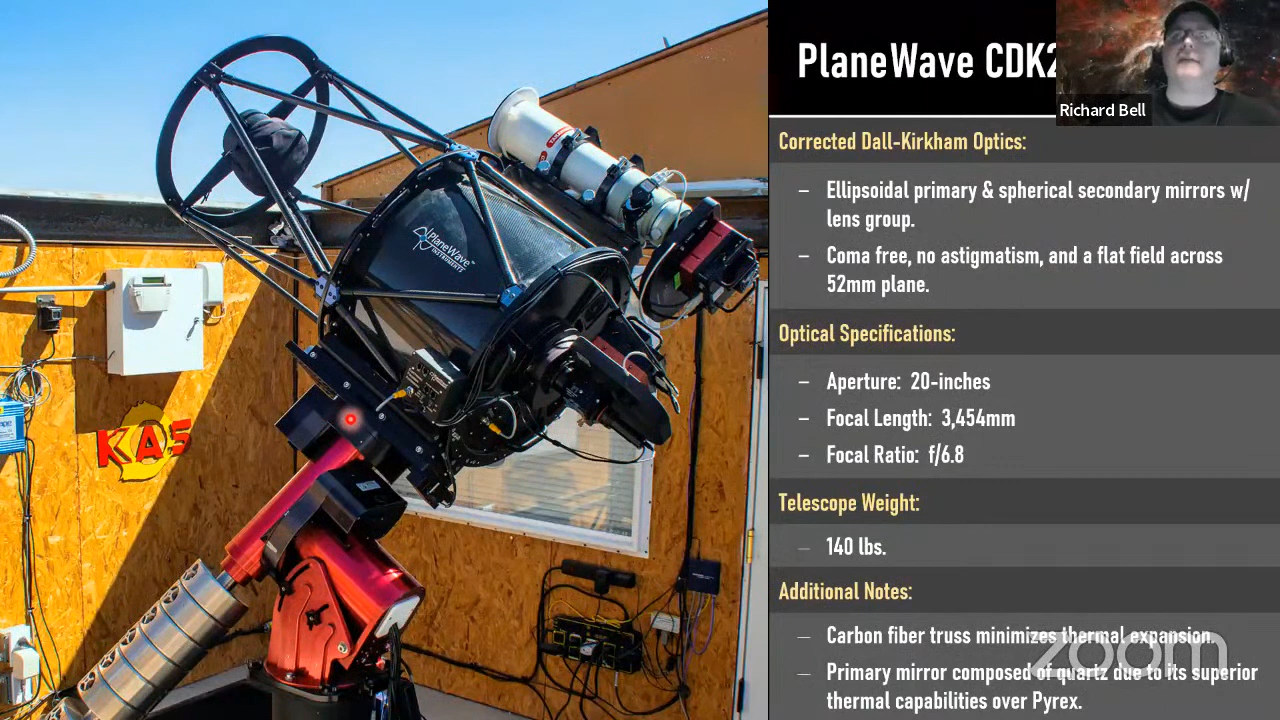 PlaneWave CDK2
Richard Bell
Corrected Dall-Kirkham Optics:
– Ellipsoidal primary & spherical secondary mirrors w/
lens group.
– Coma free, no astigmatism, and a flat field across
52mm plane.
Optical Specifications:
– Aperture: 20-inches
– Focal Length: 3,454mm
– Focal Ratio: f/6.8
Telescope Weight:
– 140 lbs.
Additional Notes:
– Carbon fiber truss minimizes thermal expansion.
– Primary mirror composed of quartz due to its superior
thermal capabilities over Pyrex.
zoom
PlaneWave
INSTRUMENTS
KAS